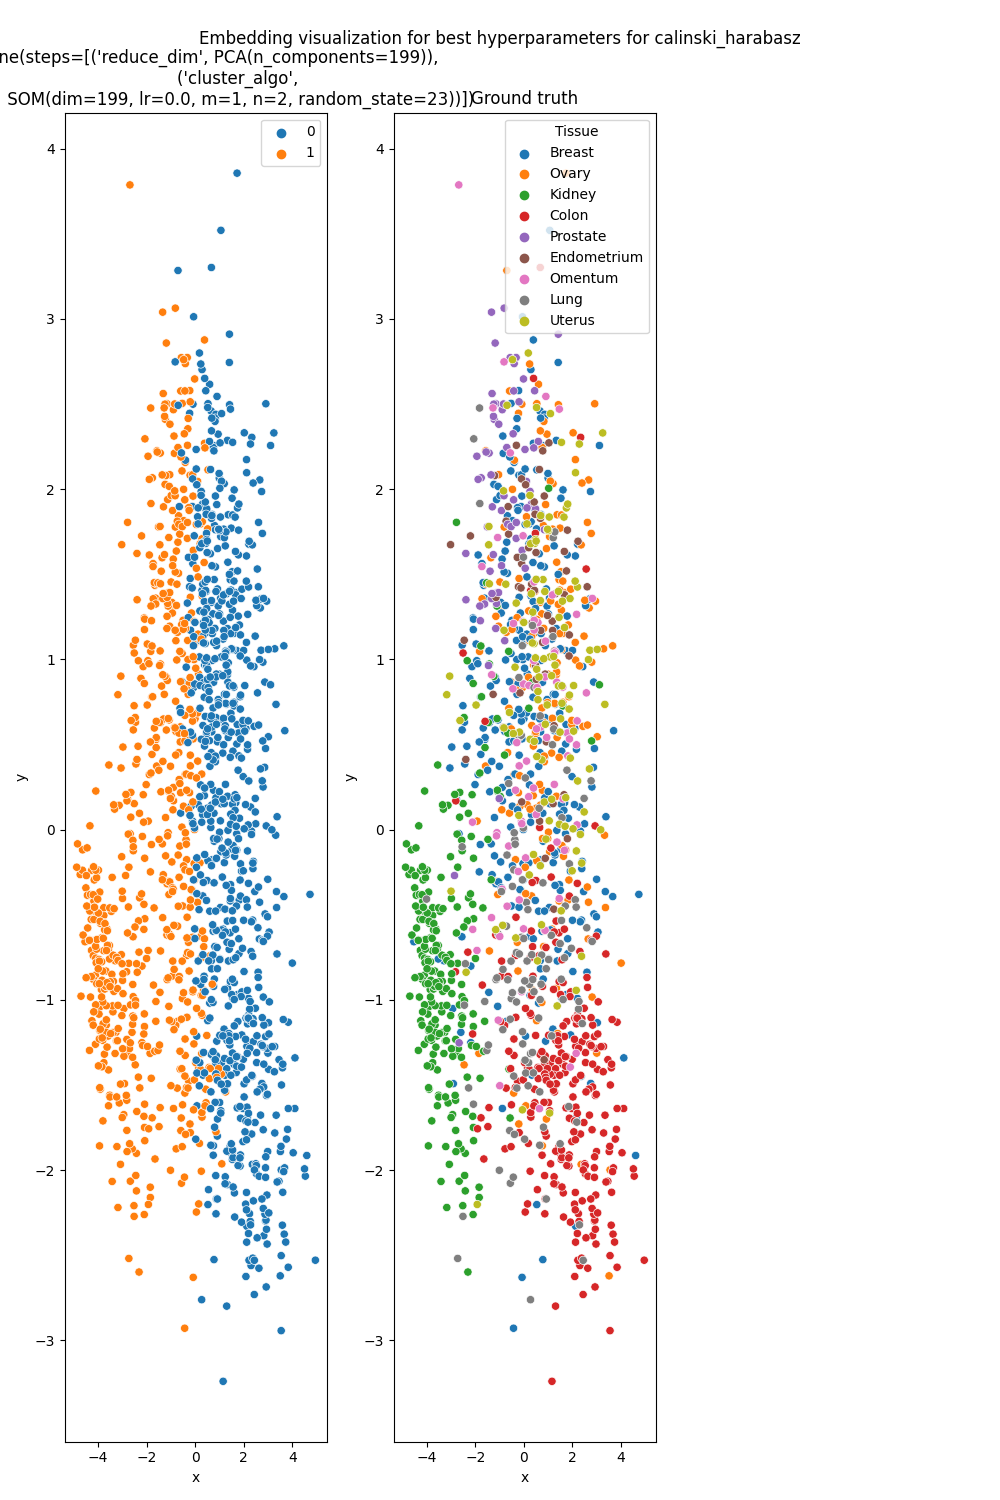 Embedding visualization for best hyperparameters for calinski_harabasz
ne(steps=[('reduce_dim', PCA(n_components=199)),
('cluster_algo',
SOM(dim=199, lr=0.0, m=1, n=2, random_state=23))])
Ground truth
0
1
4
3
2
1
0
−1
−2
−3
y
−4
−2
0
2
4
x
Tissue
Breast
Ovary
Kidney
Colon
Prostate
Endometrium
Omentum
Lung
Uterus
4
3
2
1
0
−1
−2
−3
y
−4
−2
0
2
4
x